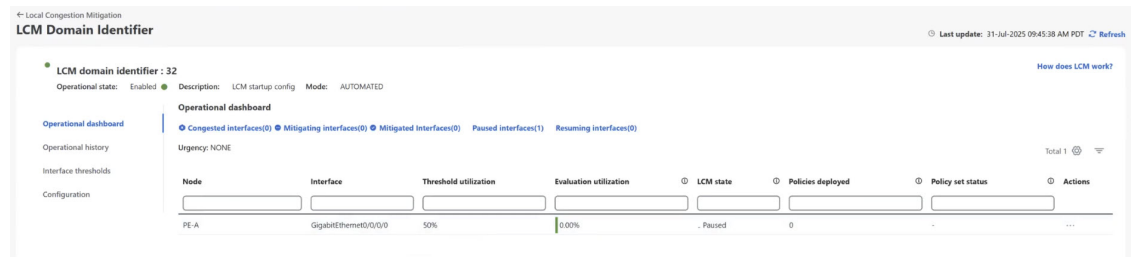 ← Local Congestion Mitigation
LCM Domain Identifier
Last update: 31-Jul-2025 09:45:38 AM PDT Refresh
LCM domain identifier : 32
How does LCM work?
Operational state: Enabled Description: LCM startup config Mode: AUTOMATED
Operational dashboard
Operational dashboard
Congested interfaces(0) Mitigating interfaces(0) Mitigated Interfaces(0) Paused interfaces(1) Resuming interfaces(0)
Operational history
Urgency: NONE
Total 1
Interface thresholds
Node Interface Threshold utilization Evaluation utilization LCM state Policies deployed Policy set status Actions
Configuration
PE-A GigabitEthernet0/0/0/0 50% 0.00% . Paused 0 - ...